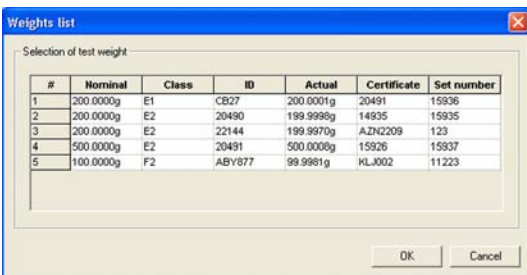 Weights list
Selection of test weight
# Nominal Class ID Actual Certificate Set number
1 200.0000g E1 CB27 200.0001g 20491 15936
2 200.0000g E2 20490 199.9998g 14935 15935
3 200.0000g E2 22144 199.9970g AZN2209 123
4 500.0000g E2 20491 500.0008g 15926 15937
5 100.0000g F2 ABY877 99.9981g KLJ002 11223
OK Cancel